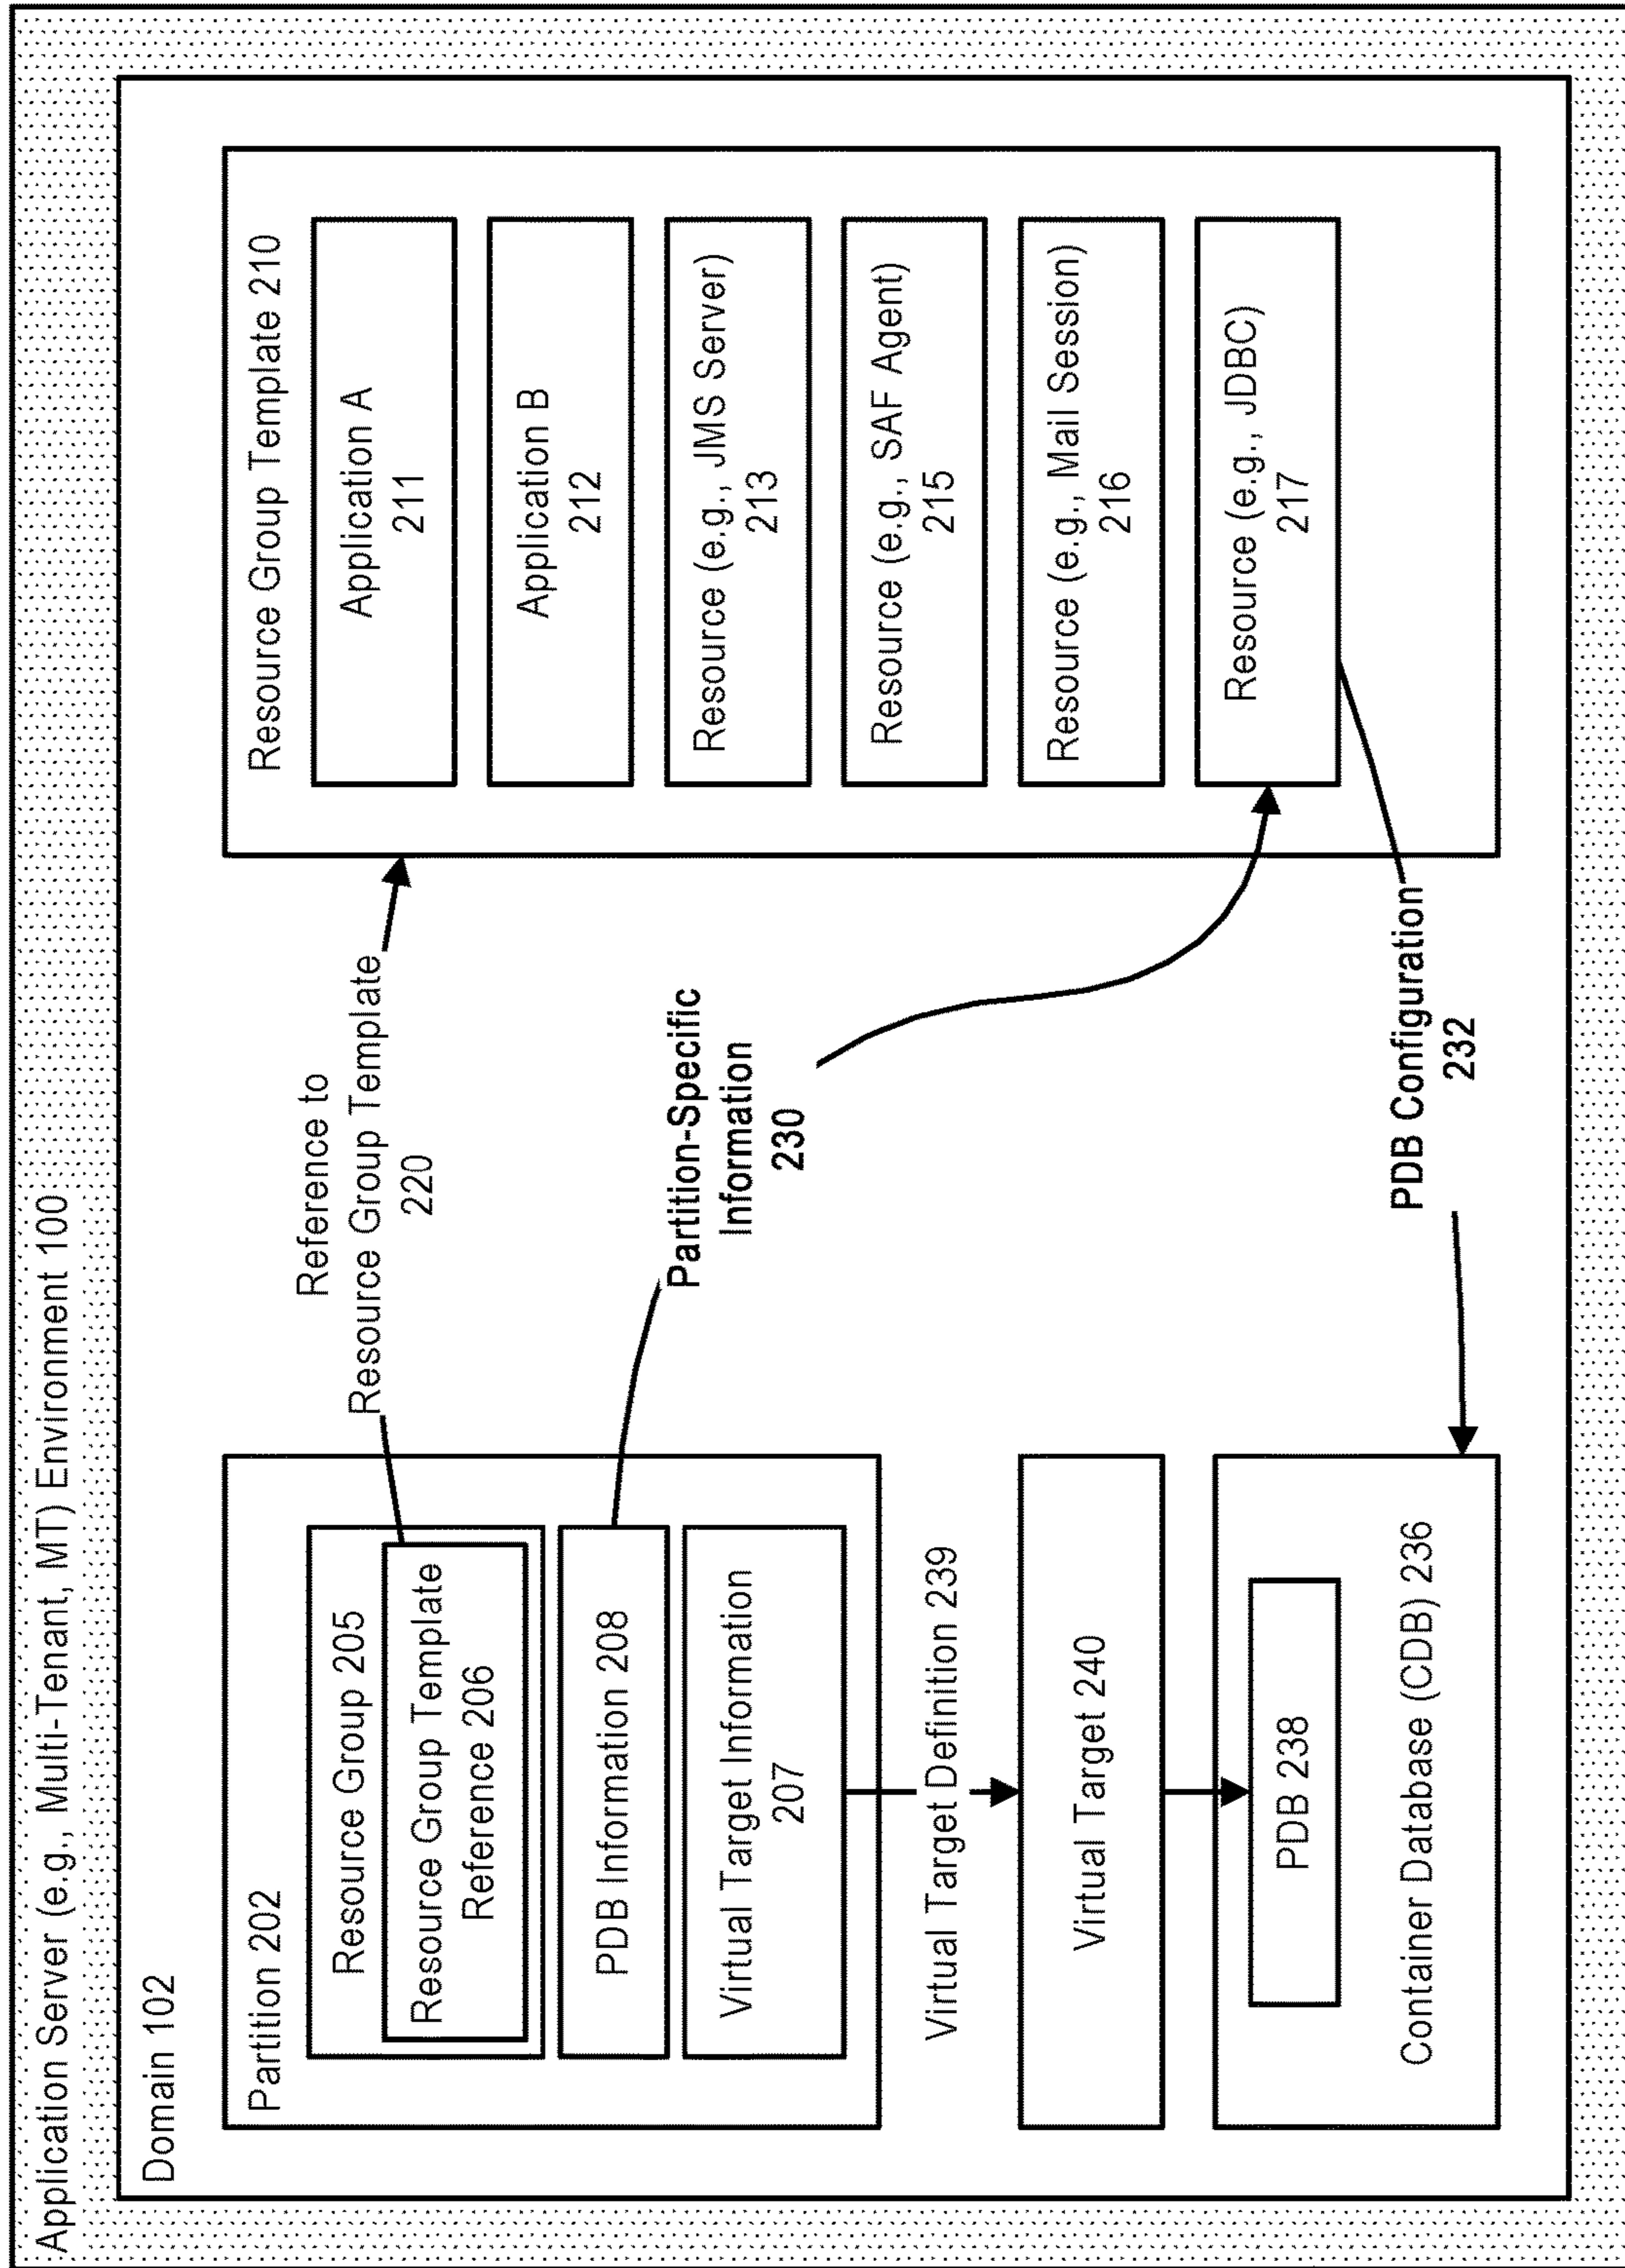 Application Server (e.g., Multi-Tenant, MT) Environment 100
Domain 102
Partition 202
Resource Group 205
Resource Group Template
Reference 206
PDB Information 208
Virtual Target Information
207
Virtual Target Definition 239
Virtual Target 240
PDB 238
Container Database (CDB) 236
Reference to
Resource Group Template
220
Partition-Specific
Information
230
PDB Configuration
232
Resource Group Template 210
Application A
211
Application B
212
Resource (e.g., JMS Server)
213
Resource (e.g., SAF Agent)
215
Resource (e.g., Mail Session)
216
Resource (e.g., JDBC)
217